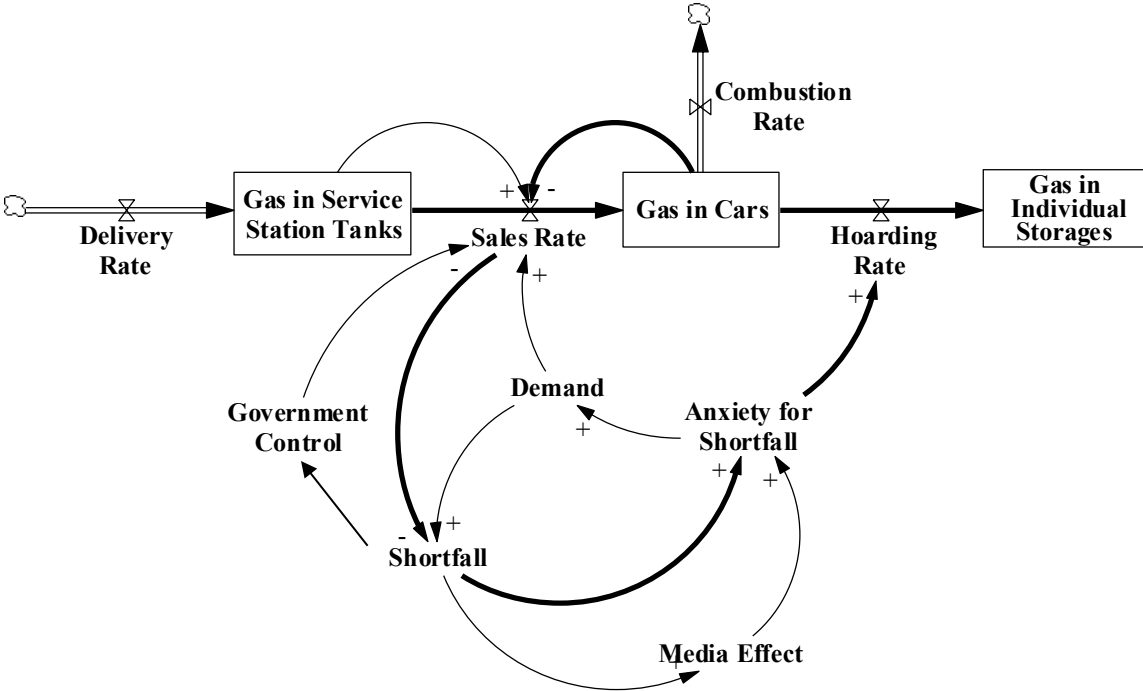 Combustion
Rate
Gas in Service
Station Tanks
Gas in Cars
Gas in
Individual
Storages
+
-
Delivery
Rate
Sales Rate
Hoarding
Rate
-
+
+
Demand
Government
Control
Anxiety for
Shortfall
+
+
+
+
-
Shortfall
Media Effect
+